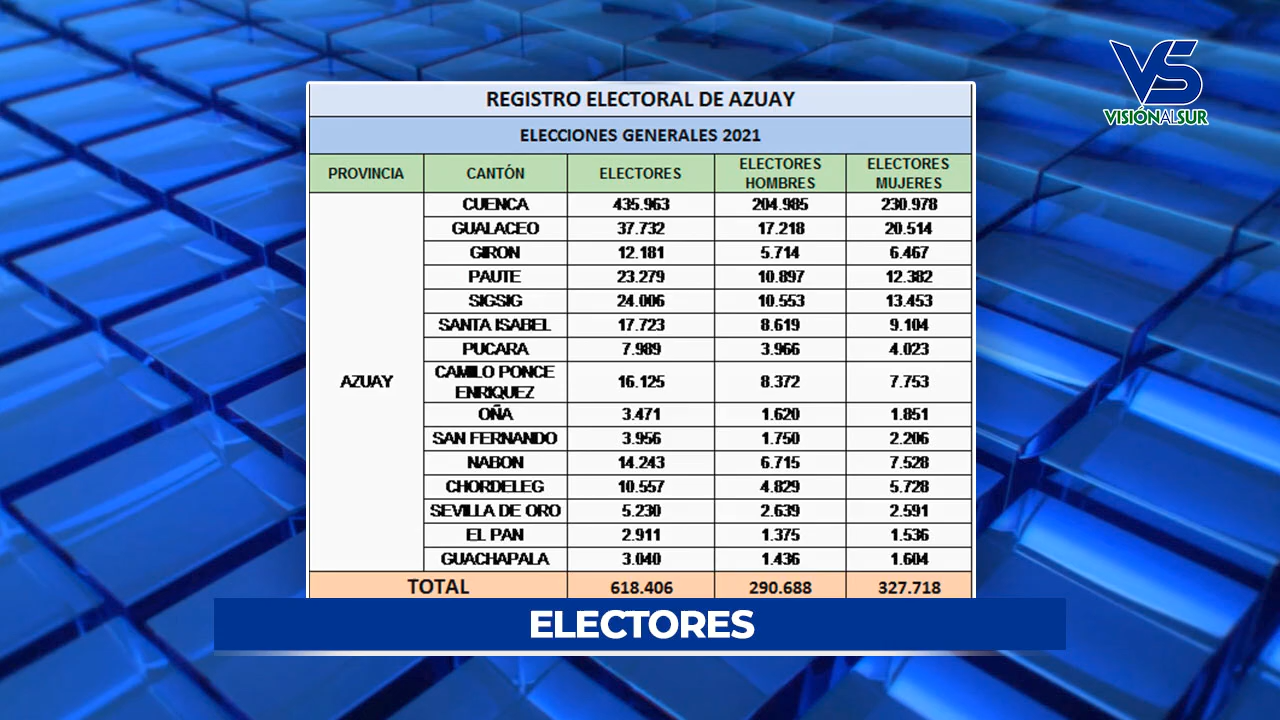 VS
VISIÓNALSUR
REGISTRO ELECTORAL DE AZUAY
ELECCIONES GENERALES 2021
PROVINCIA CANTÓN ELECTORES ELECTORES HOMBRES ELECTORES MUJERES
AZUAY
CUENCA 435.963 204.985 230.978
GUALACEO 37.732 17.218 20.514
GIRON 12.181 5.714 6.467
PAUTE 23.279 10.897 12.382
SIGSIG 24.006 10.553 13.453
SANTA ISABEL 17.723 8.619 9.104
PUCARA 7.989 3.966 4.023
CAMILO PONCE ENRIQUEZ 16.125 8.372 7.753
OÑA 3.471 1.620 1.851
SAN FERNANDO 3.956 1.750 2.206
NABON 14.243 6.715 7.528
CHORDELEG 10.557 4.829 5.728
SEVILLA DE ORO 5.230 2.639 2.591
EL PAN 2.911 1.375 1.536
GUACHAPALA 3.040 1.436 1.604
TOTAL 618.406 290.688 327.718
ELECTORES